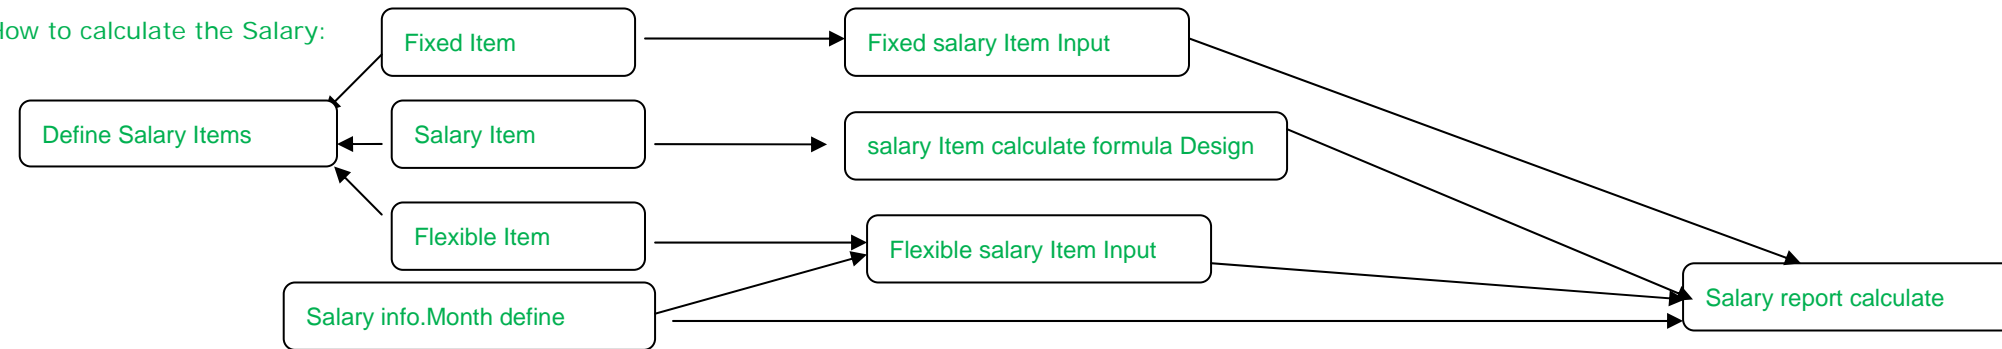 How to calculate the Salary:
Fixed Item
Fixed salary Item Input
Define Salary Items
Salary Item
salary Item calculate formula Design
Flexible Item
Flexible salary Item Input
Salary info.Month define
Salary report calculate